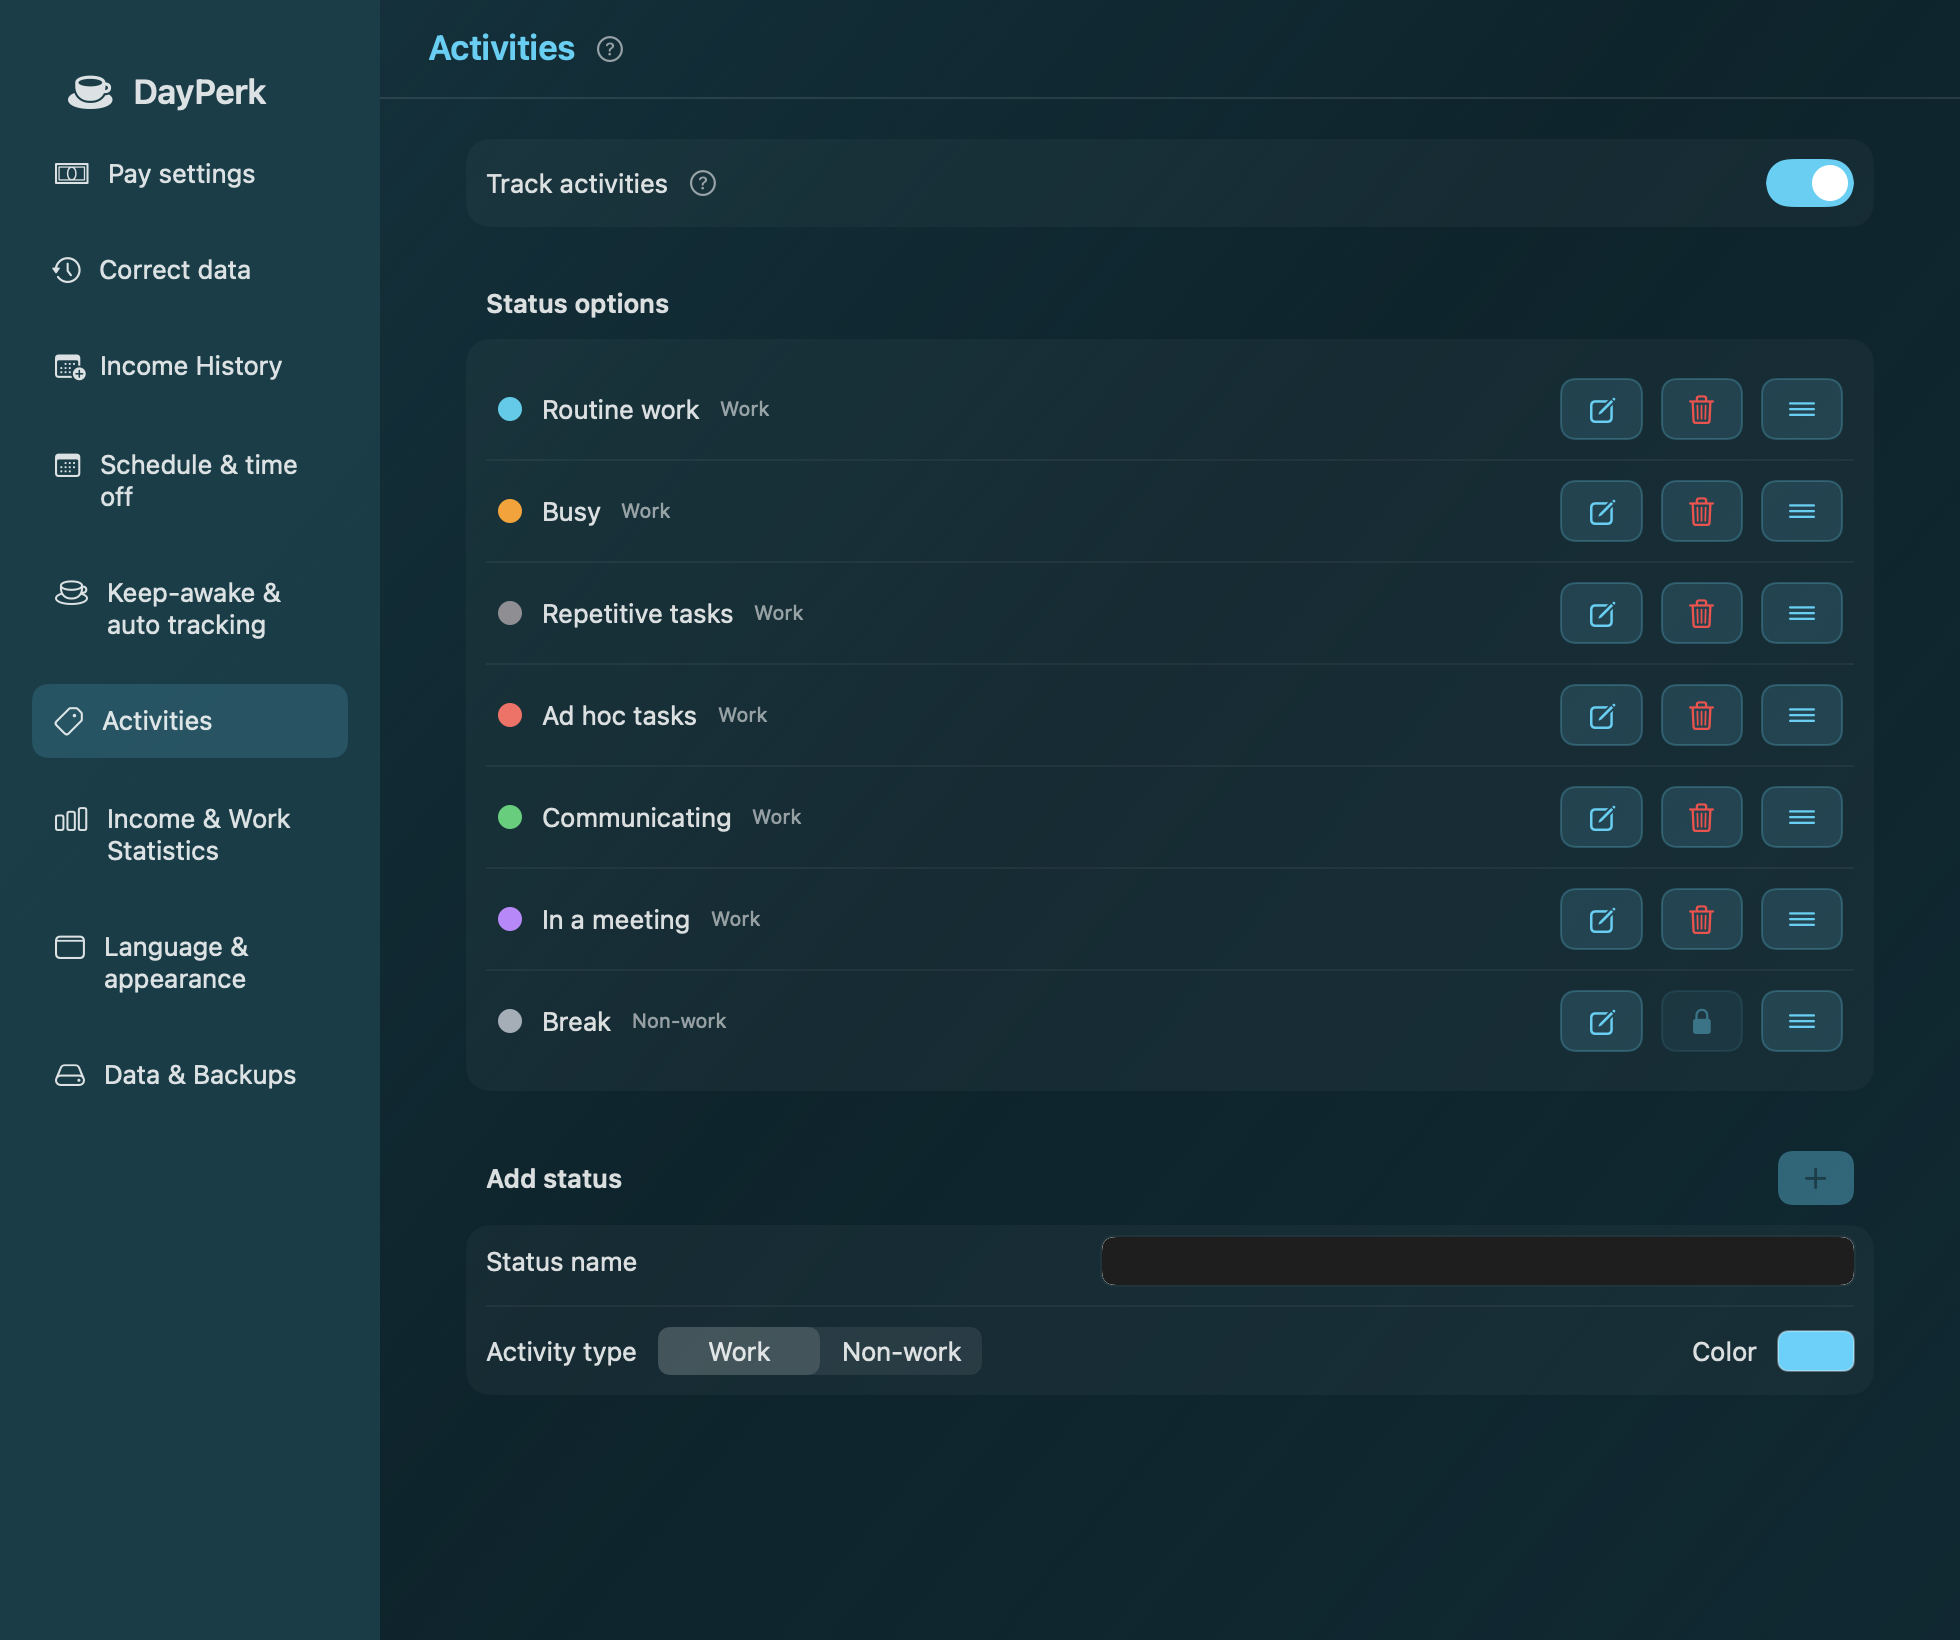 DayPerk
Pay settings
Correct data
Income History
Schedule & time
off
Keep-awake &
auto tracking
Activities
Income & Work
Statistics
Language &
appearance
Data & Backups
Activities ?
Track activities ?
Status options
Routine work Work
Busy Work
Repetitive tasks Work
Ad hoc tasks Work
Communicating Work
In a meeting Work
Break Non-work
Add status
Status name
Activity type Work Non-work Color